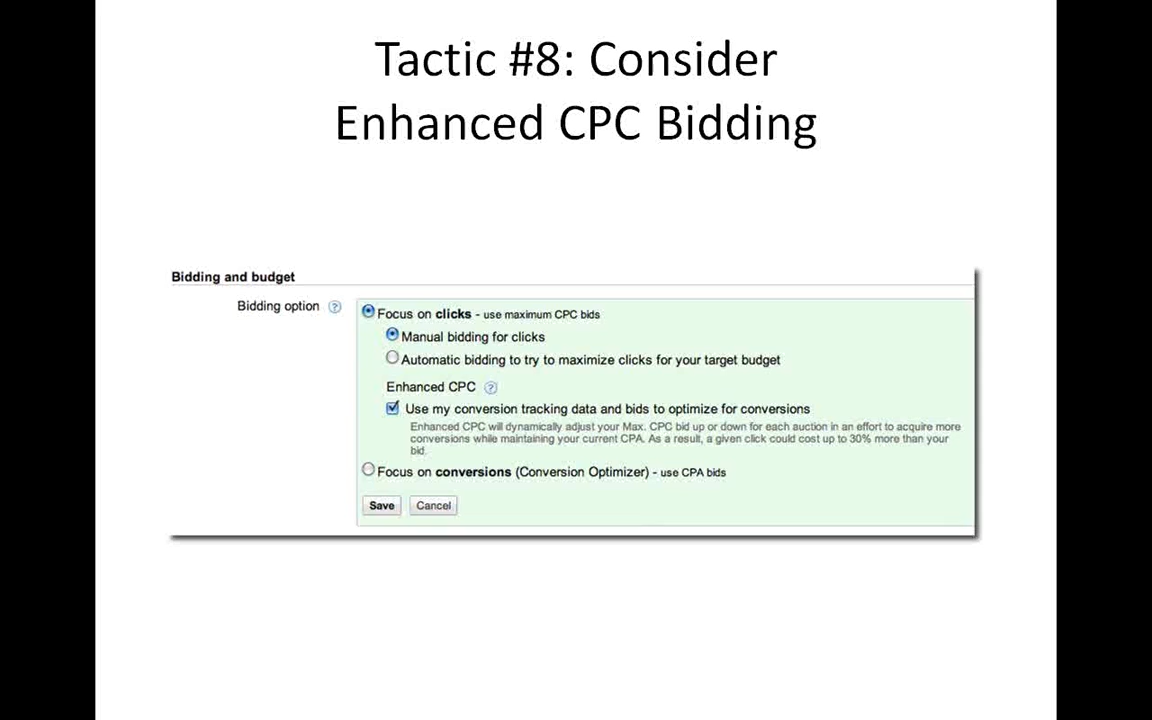 Tactic #8: Consider
Enhanced CPC Bidding
Bidding and budget
Bidding option ?
Focus on clicks - use maximum CPC bids
Manual bidding for clicks
Automatic bidding to try to maximize clicks for your target budget
Enhanced CPC ?
Use my conversion tracking data and bids to optimize for conversions
Enhanced CPC will dynamically adjust your Max. CPC bid up or down for each auction in an effort to acquire more
conversions while maintaining your current CPA. As a result, a given click could cost up to 30% more than your
bid.
Focus on conversions (Conversion Optimizer) - use CPA bids
Save Cancel